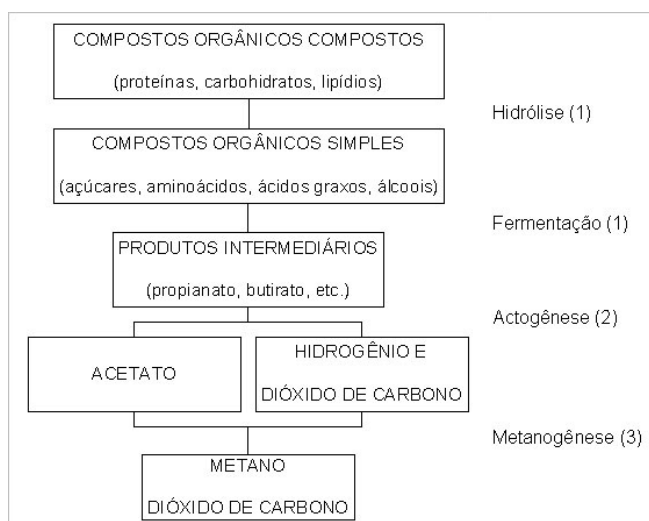 COMPOSTOS ORGÂNICOS COMPOSTOS
(proteínas, carbohidratos, lipídios)
Hidrólise (1)
COMPOSTOS ORGÂNICOS SIMPLES
(açúcares, aminoácidos, ácidos graxos, álcoois)
Fermentação (1)
PRODUTOS INTERMEDIÁRIOS
(propianato, butirato, etc.)
Actogênese (2)
ACETATO
HIDROGÊNIO E
DIÓXIDO DE CARBONO
Metanogênese (3)
METANO
DIÓXIDO DE CARBONO